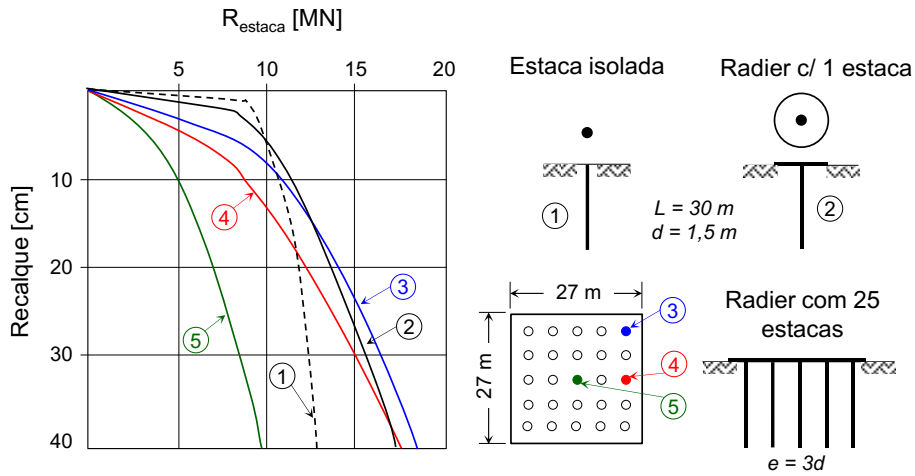 R_estaca [MN]
5
10
15
20
Recalque [cm]
10
20
30
40
1
2
3
4
5
Estaca isolada
1
L = 30 m
d = 1,5 m
Radier c/ 1 estaca
2
27 m
27 m
3
4
5
Radier com 25
estacas
e = 3d